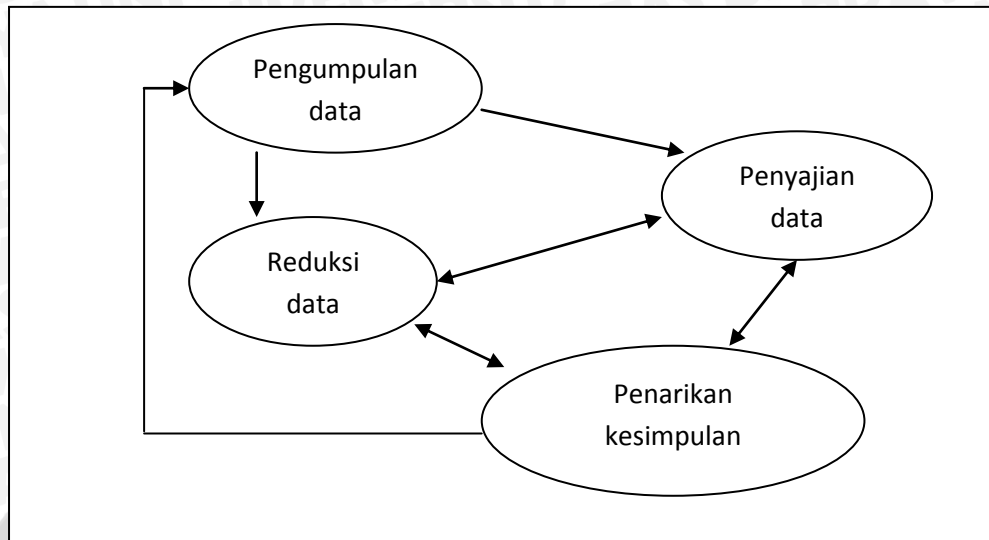 Pengumpulan
data
Penyajian
data
Reduksi
data
Penarikan
kesimpulan